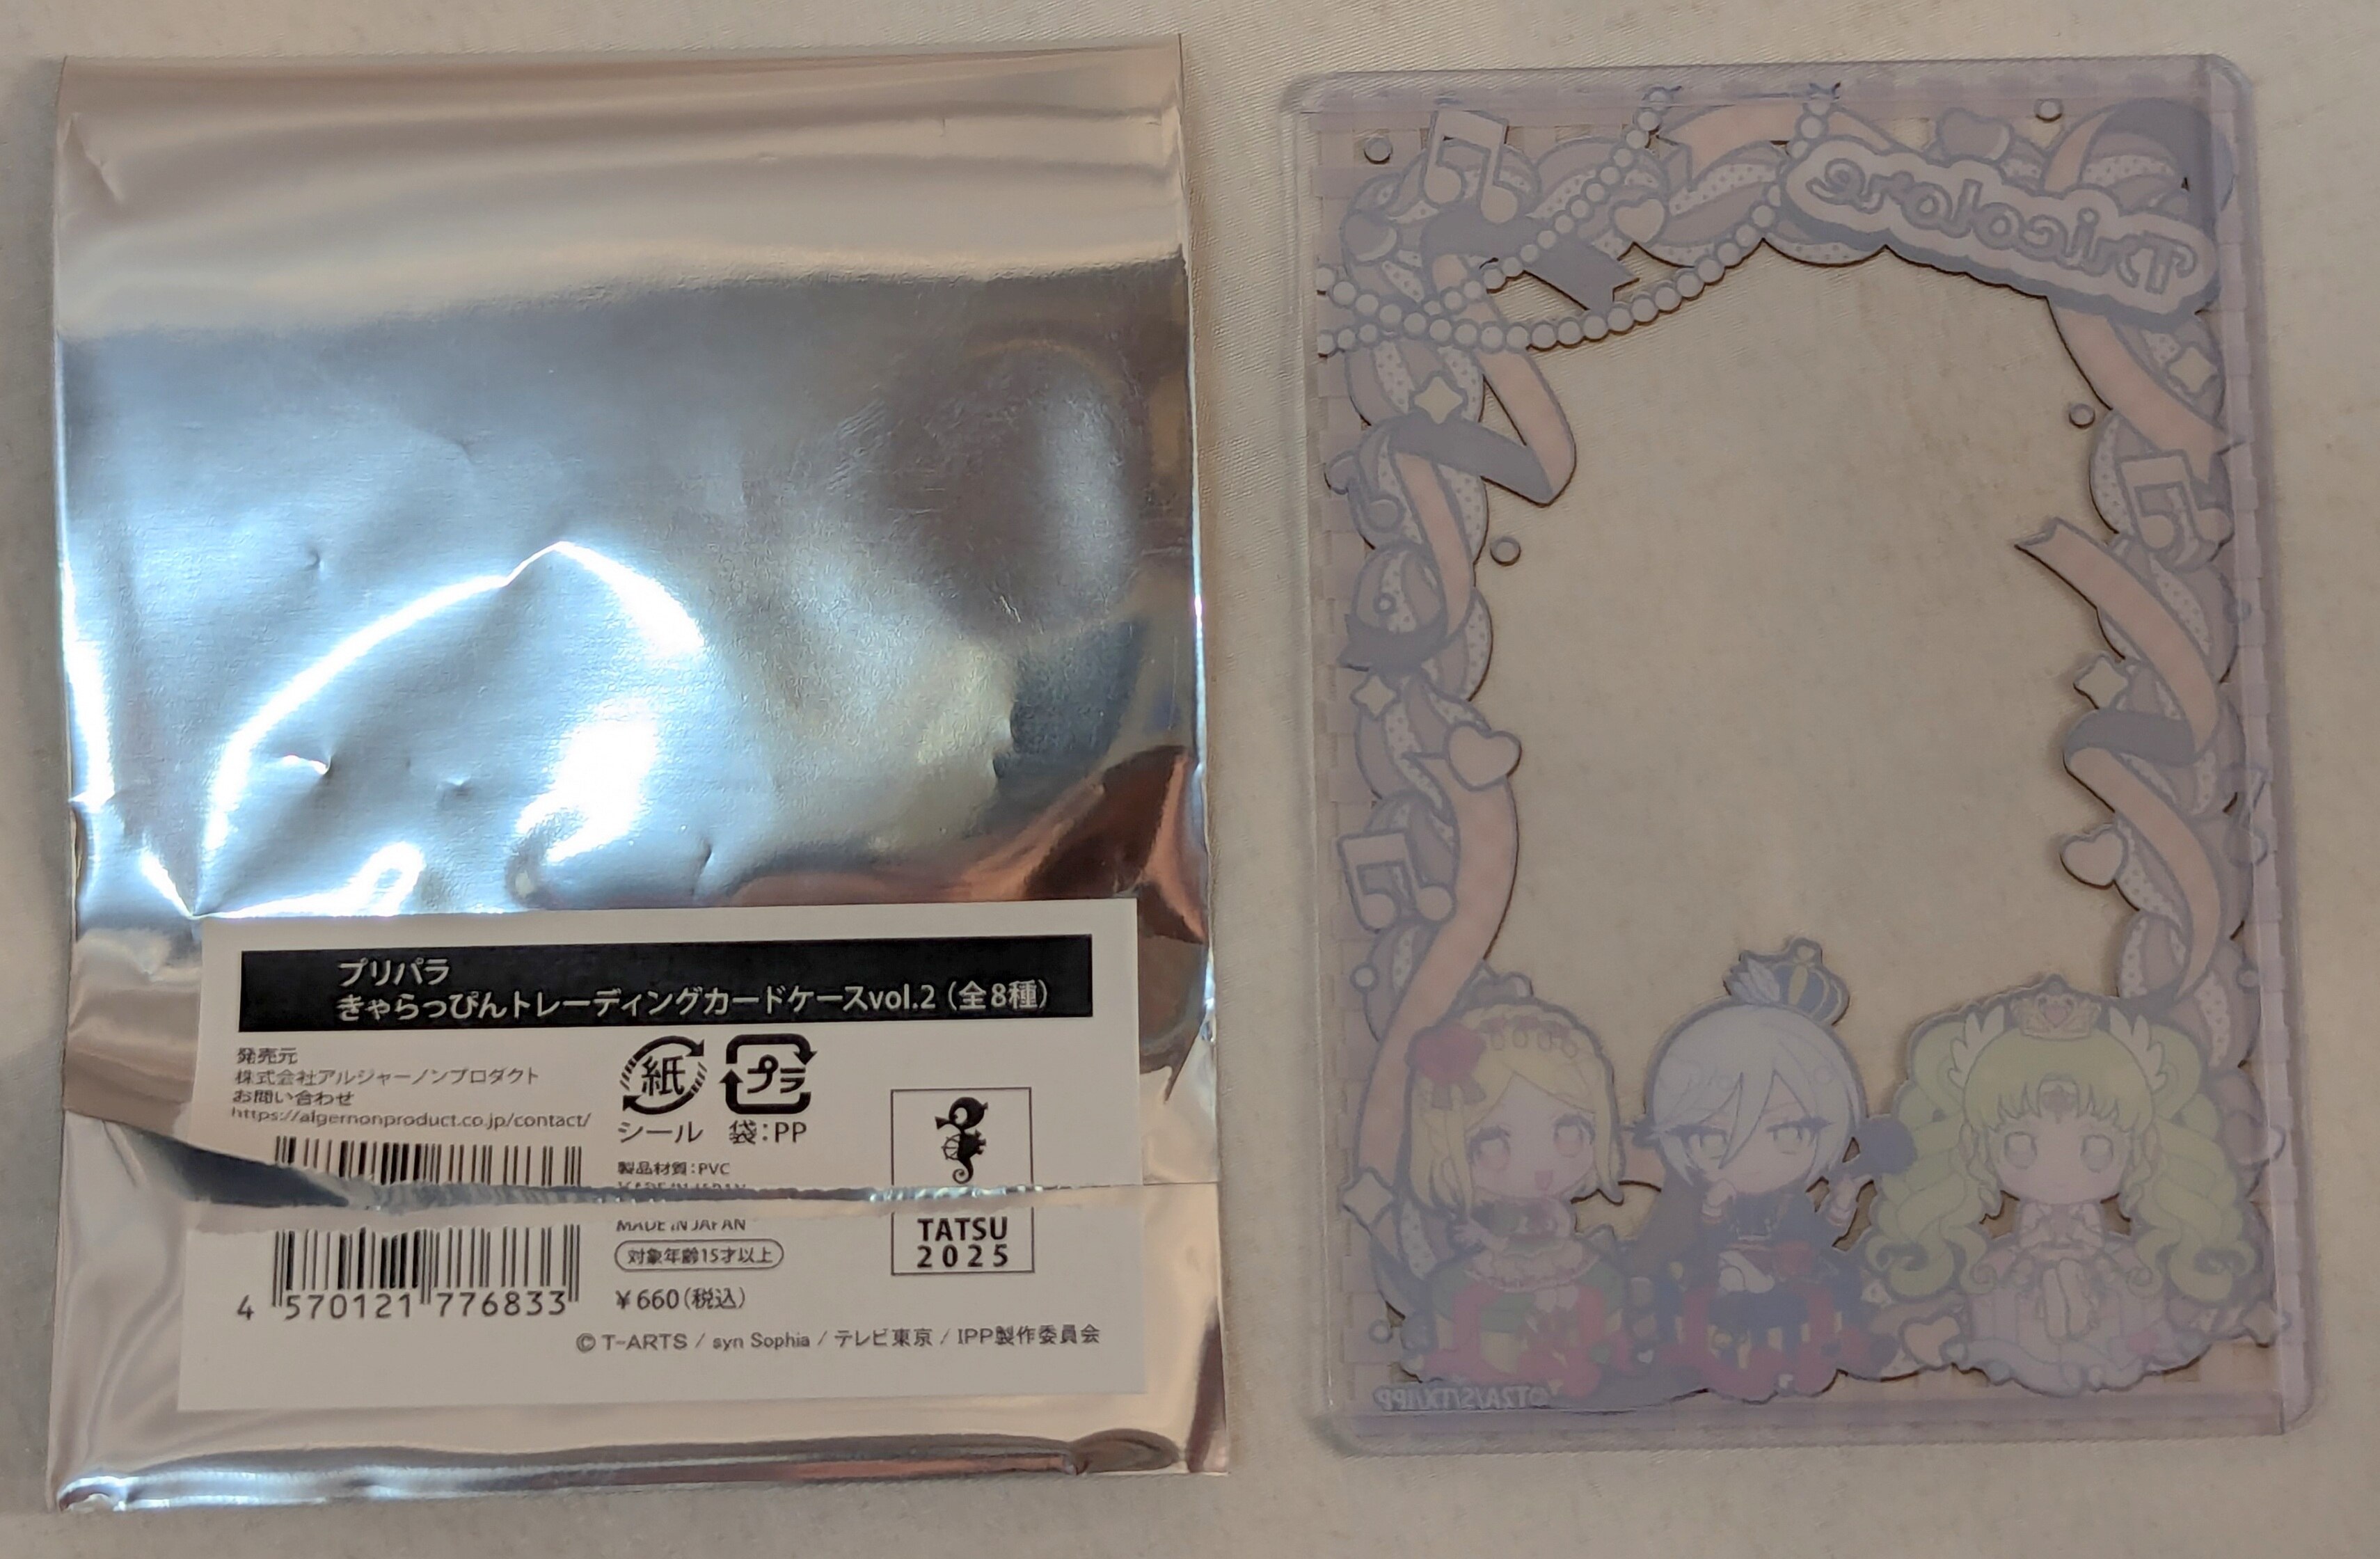 プリパラ
きゃらっぴんトレーディングカードケースvol.2（全8種）
発売元
株式会社アルジャーノンプロダクト
お問い合わせ
https://algernonproduct.co.jp/contact/
紙
シール
プラ
袋：PP
製品材質：PVC
MADE IN JAPAN
対象年齢15才以上
¥660(税込)
4 570121 776833
TATSU
2025
© T-ARTS / syn Sophia / テレビ東京 / IPP製作委員会
Tricolore
©T2A/S/TX/IPP